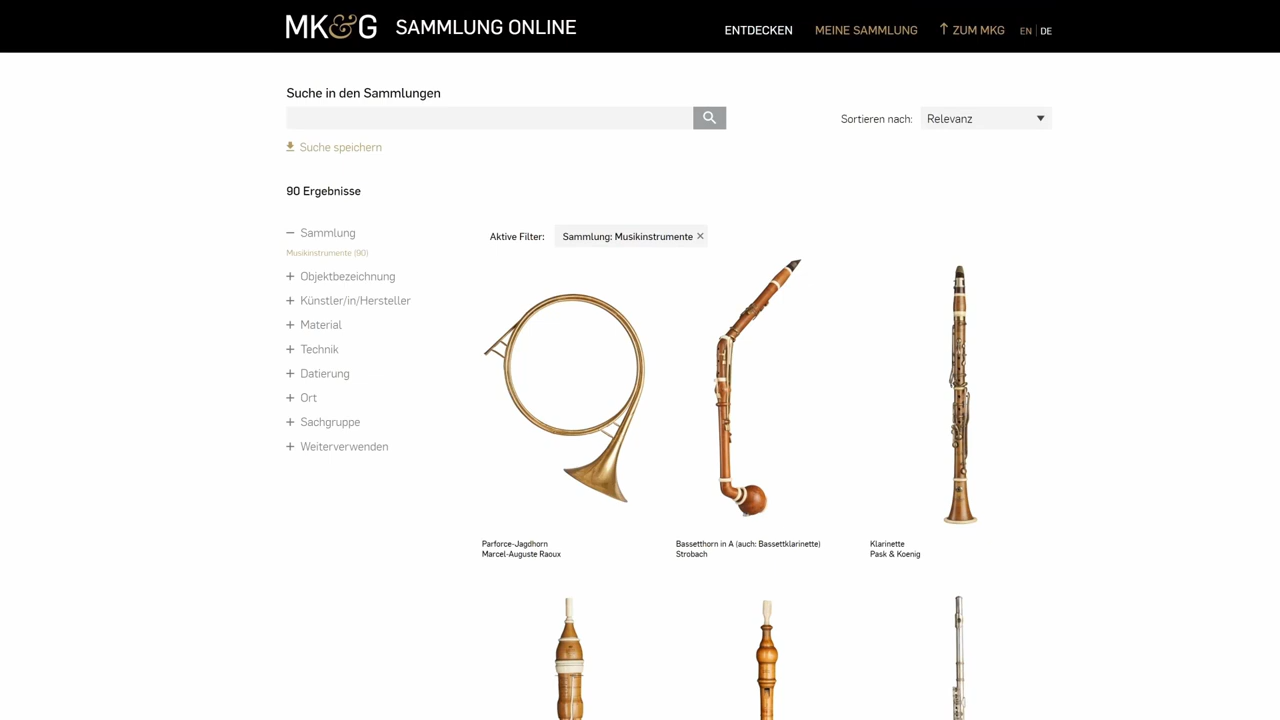 MK&G SAMMLUNG ONLINE
ENTDECKEN MEINE SAMMLUNG ZUM MKG EN | DE
Suche in den Sammlungen
Sortieren nach: Relevanz
Suche speichern
90 Ergebnisse
Aktive Filter: Sammlung: Musikinstrumente ×
− Sammlung
Musikinstrumente (90)
+ Objektbezeichnung
+ Künstler/in/Hersteller
+ Material
+ Technik
+ Datierung
+ Ort
+ Sachgruppe
+ Weiterverwenden
Parforce-Jagdhorn
Marcel-Auguste Raoux
Bassetthorn in A (auch: Bassettklarinette)
Strobach
Klarinette
Pask & Koenig